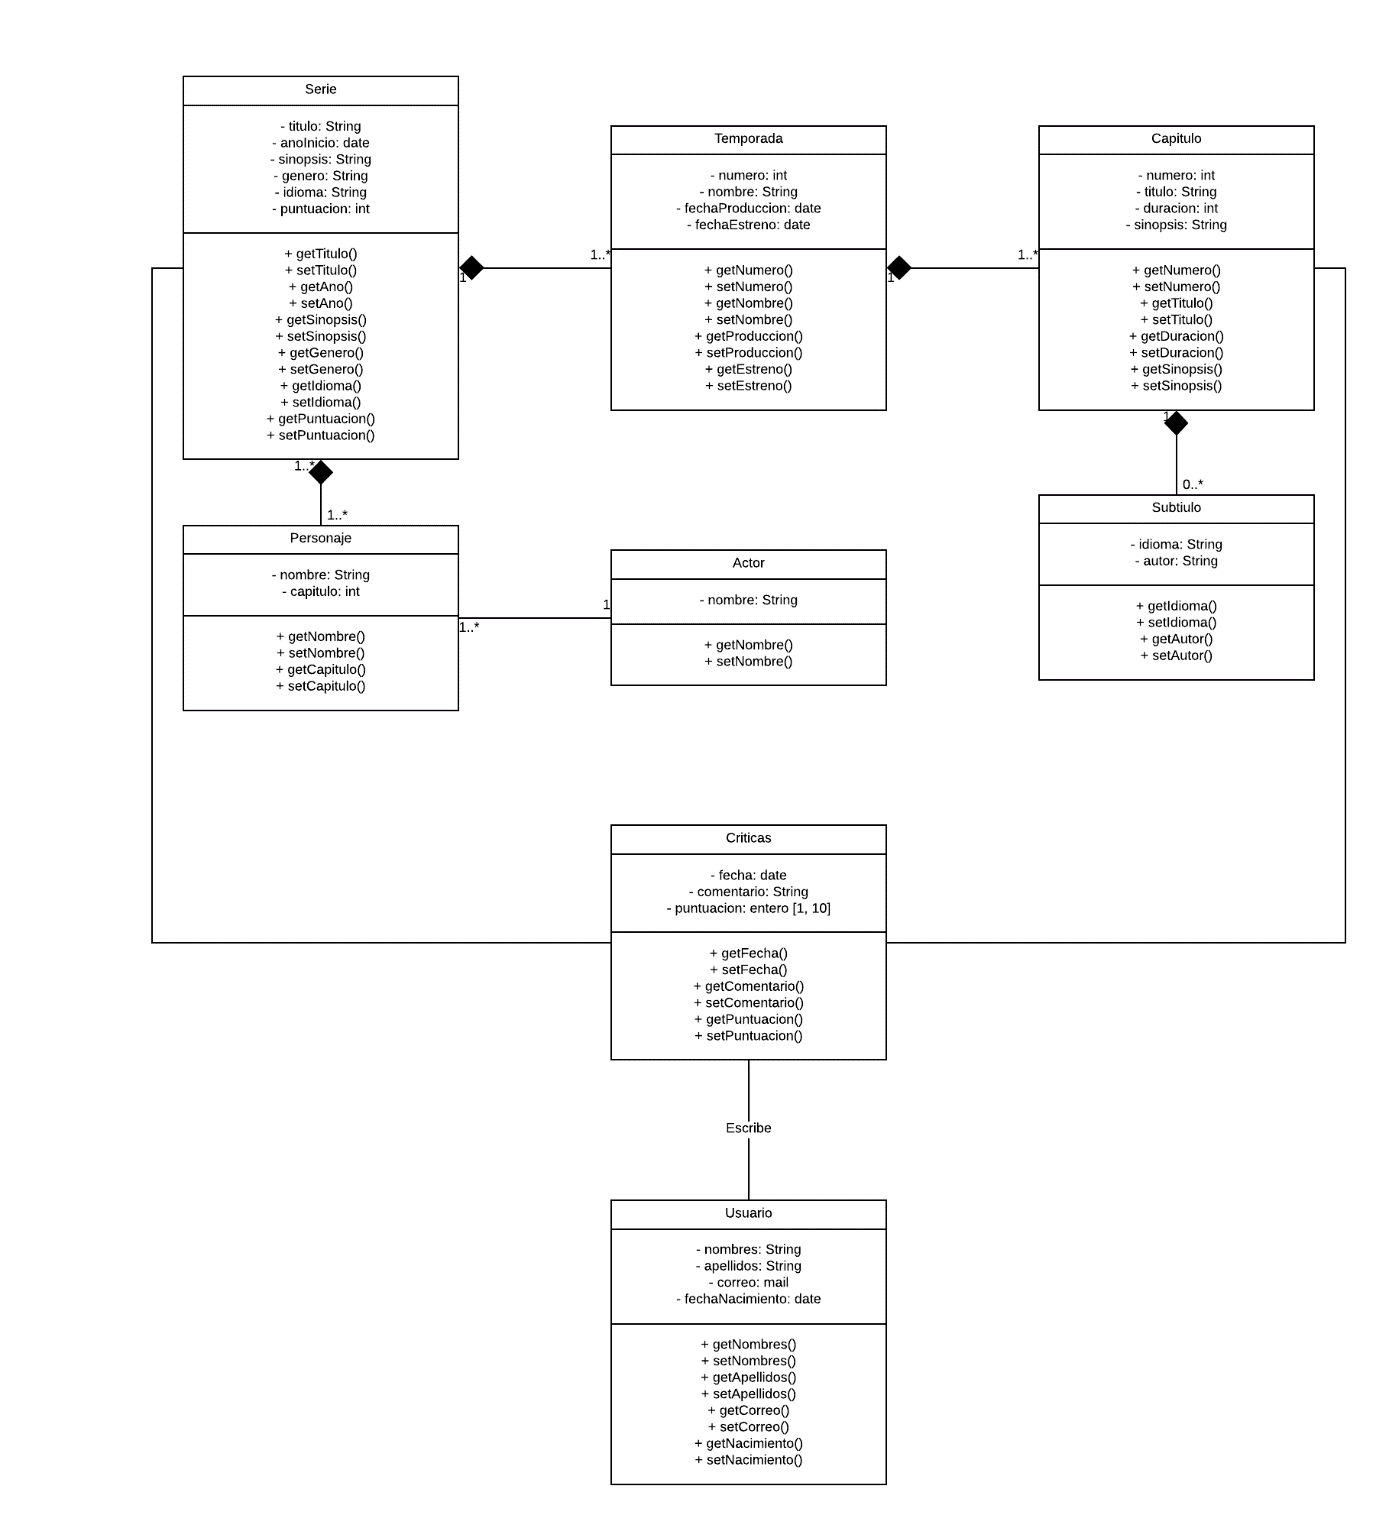 Serie
- titulo: String
- anoInicio: date
- sinopsis: String
- genero: String
- idioma: String
- puntuacion: int
+ getTitulo()
+ setTitulo()
+ getAno()
+ setAno()
+ getSinopsis()
+ setSinopsis()
+ getGenero()
+ setGenero()
+ getIdioma()
+ setIdioma()
+ getPuntuacion()
+ setPuntuacion()
1
1..*
Temporada
- numero: int
- nombre: String
- fechaProduccion: date
- fechaEstreno: date
+ getNumero()
+ setNumero()
+ getNombre()
+ setNombre()
+ getProduccion()
+ setProduccion()
+ getEstreno()
+ setEstreno()
1
1..*
Capitulo
- numero: int
- titulo: String
- duracion: int
- sinopsis: String
+ getNumero()
+ setNumero()
+ getTitulo()
+ setTitulo()
+ getDuracion()
+ setDuracion()
+ getSinopsis()
+ setSinopsis()
1..*
1..*
Personaje
- nombre: String
- capitulo: int
+ getNombre()
+ setNombre()
+ getCapitulo()
+ setCapitulo()
1..*
1
Actor
- nombre: String
+ getNombre()
+ setNombre()
1
0..*
Subtiulo
- idioma: String
- autor: String
+ getIdioma()
+ setIdioma()
+ getAutor()
+ setAutor()
Criticas
- fecha: date
- comentario: String
- puntuacion: entero [1, 10]
+ getFecha()
+ setFecha()
+ getComentario()
+ setComentario()
+ getPuntuacion()
+ setPuntuacion()
Escribe
Usuario
- nombres: String
- apellidos: String
- correo: mail
- fechaNacimiento: date
+ getNombres()
+ setNombres()
+ getApellidos()
+ setApellidos()
+ getCorreo()
+ setCorreo()
+ getNacimiento()
+ setNacimiento()